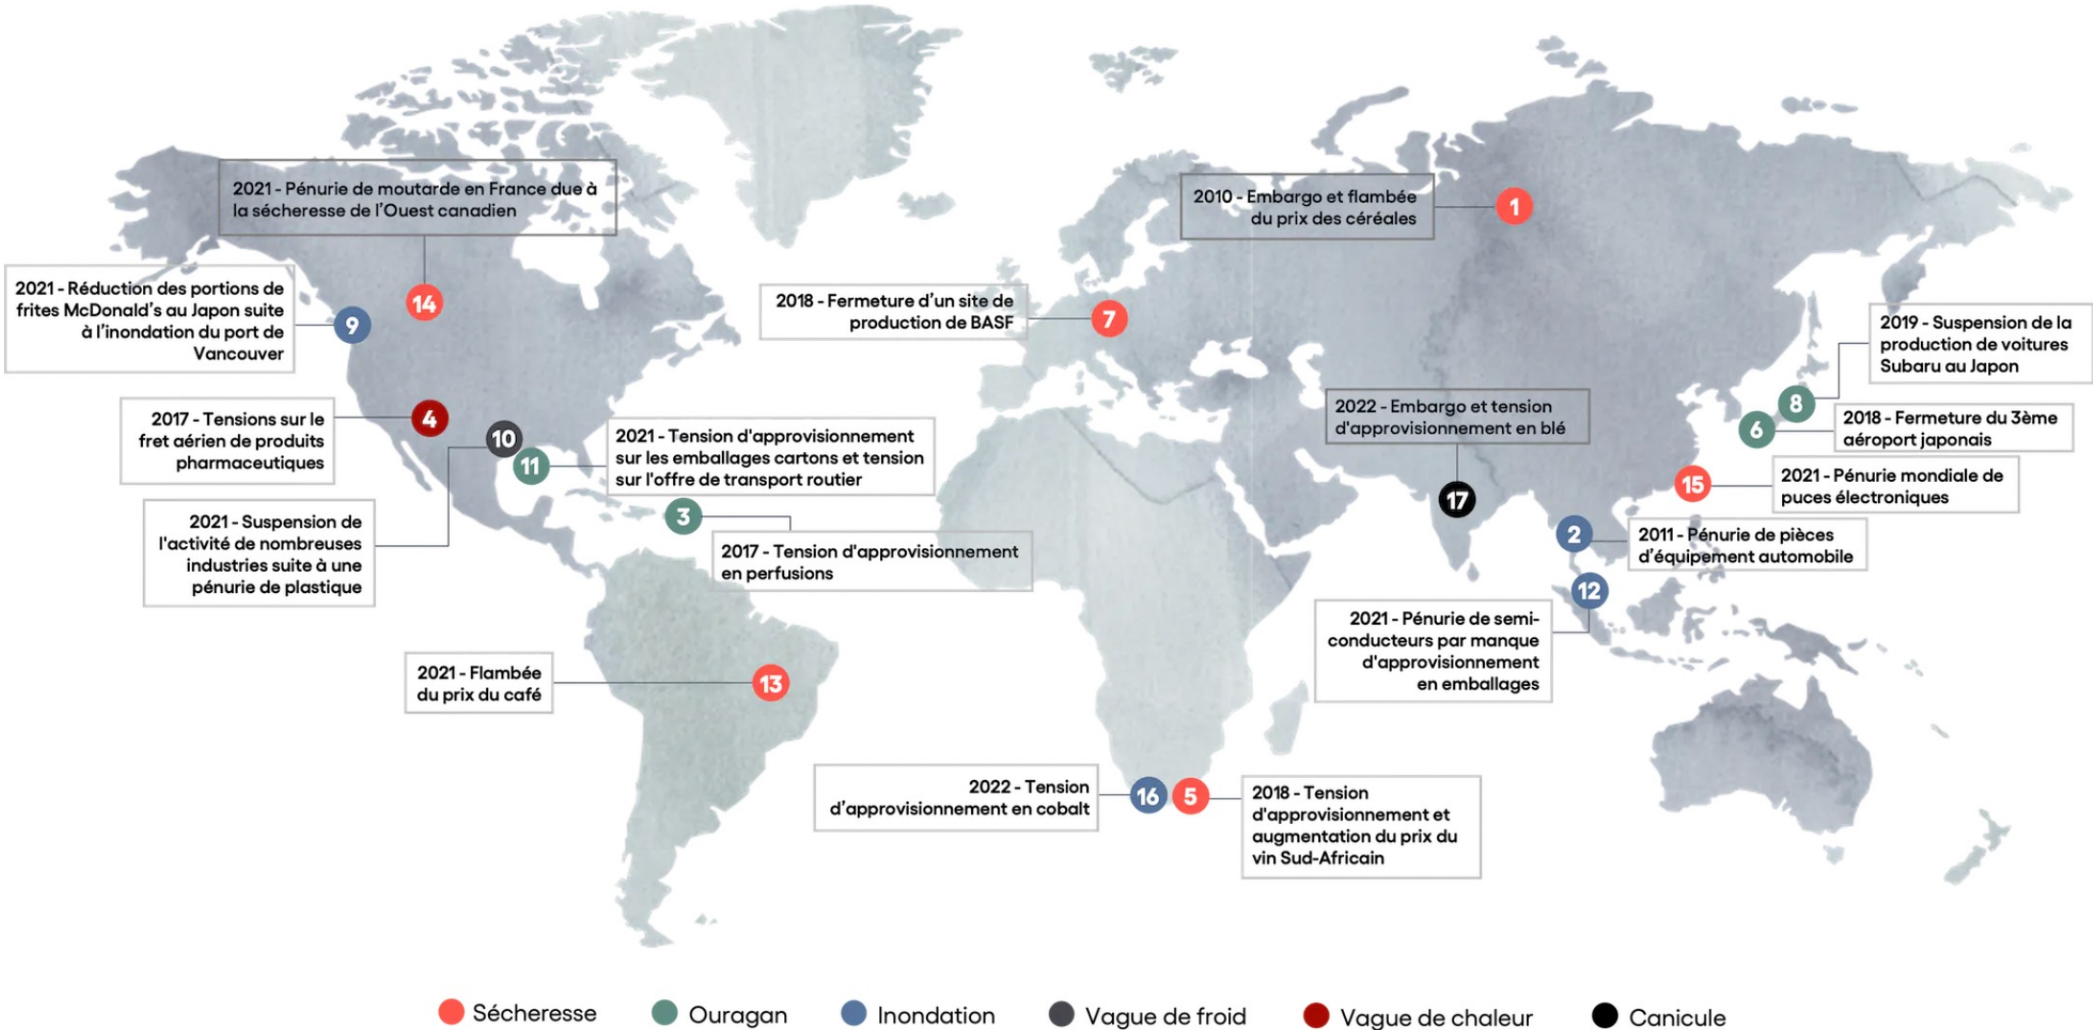 2021 - Pénurie de moutarde en France due à
la sécheresse de l'Ouest canadien
2010 - Embargo et flambée
du prix des céréales
1
2021 - Réduction des portions de
frites McDonald's au Japon suite
à l'inondation du port de
Vancouver
9
14
2018 - Fermeture d'un site de
production de BASF
7
2019 - Suspension de la
production de voitures
Subaru au Japon
8
2017 - Tensions sur le
fret aérien de produits
pharmaceutiques
4
10
11
2021 - Tension d'approvisionnement
sur les emballages cartons et tension
sur l'offre de transport routier
2022 - Embargo et tension
d'approvisionnement en blé
17
6
2018 - Fermeture du 3ème
aéroport japonais
15
2021 - Pénurie mondiale de
puces électroniques
2021 - Suspension de
l'activité de nombreuses
industries suite à une
pénurie de plastique
3
2017 - Tension d'approvisionnement
en perfusions
2
2011 - Pénurie de pièces
d'équipement automobile
12
2021 - Pénurie de semi-
conducteurs par manque
d'approvisionnement
en emballages
2021 - Flambée
du prix du café
13
2022 - Tension
d'approvisionnement en cobalt
16
5
2018 - Tension
d'approvisionnement et
augmentation du prix du
vin Sud-Africain
Sécheresse
Ouragan
Inondation
Vague de froid
Vague de chaleur
Canicule